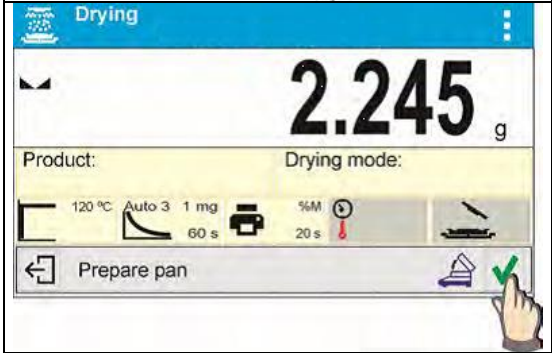 Drying
2.245 g
Product: Drying mode:
120 °C Auto 3 1 mg %M
60 s 20 s
Prepare pan